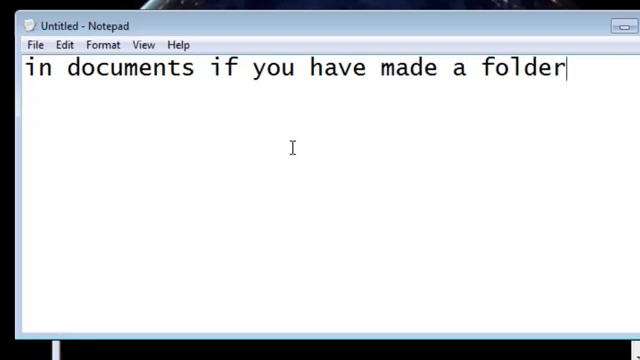 Untitled - Notepad
File Edit Format View Help
in documents if you have made a folder